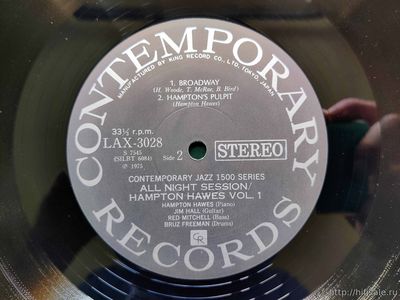 CONTEMPORARY
MANUFACTURED BY KING RECORD CO., LTD. TOKYO, JAPAN
1. BROADWAY
(H. Woode, T. McRae, B. Bird)
2. HAMPTON'S PULPIT
(Hampton Hawes)
33⅓ r.p.m.
LAX-3028
S 7545
(SILBT 6084)
Side 2
℗ 1975
STEREO
CONTEMPORARY JAZZ 1500 SERIES
ALL NIGHT SESSION/
HAMPTON HAWES VOL. 1
HAMPTON HAWES (Piano)
JIM HALL (Guitar)
RED MITCHELL (Bass)
BRUZ FREEMAN (Drums)
CR
RECORDS
http://hifisale.ru